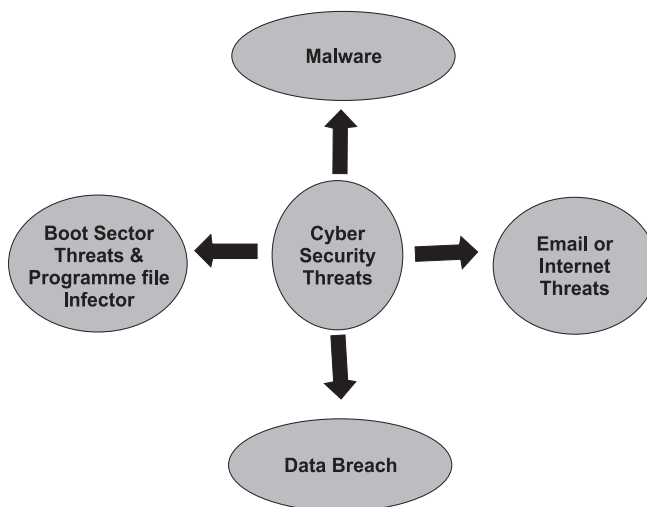 Malware
Boot Sector
Threats &
Programme file
Infector
Cyber
Security
Threats
Email or
Internet
Threats
Data Breach